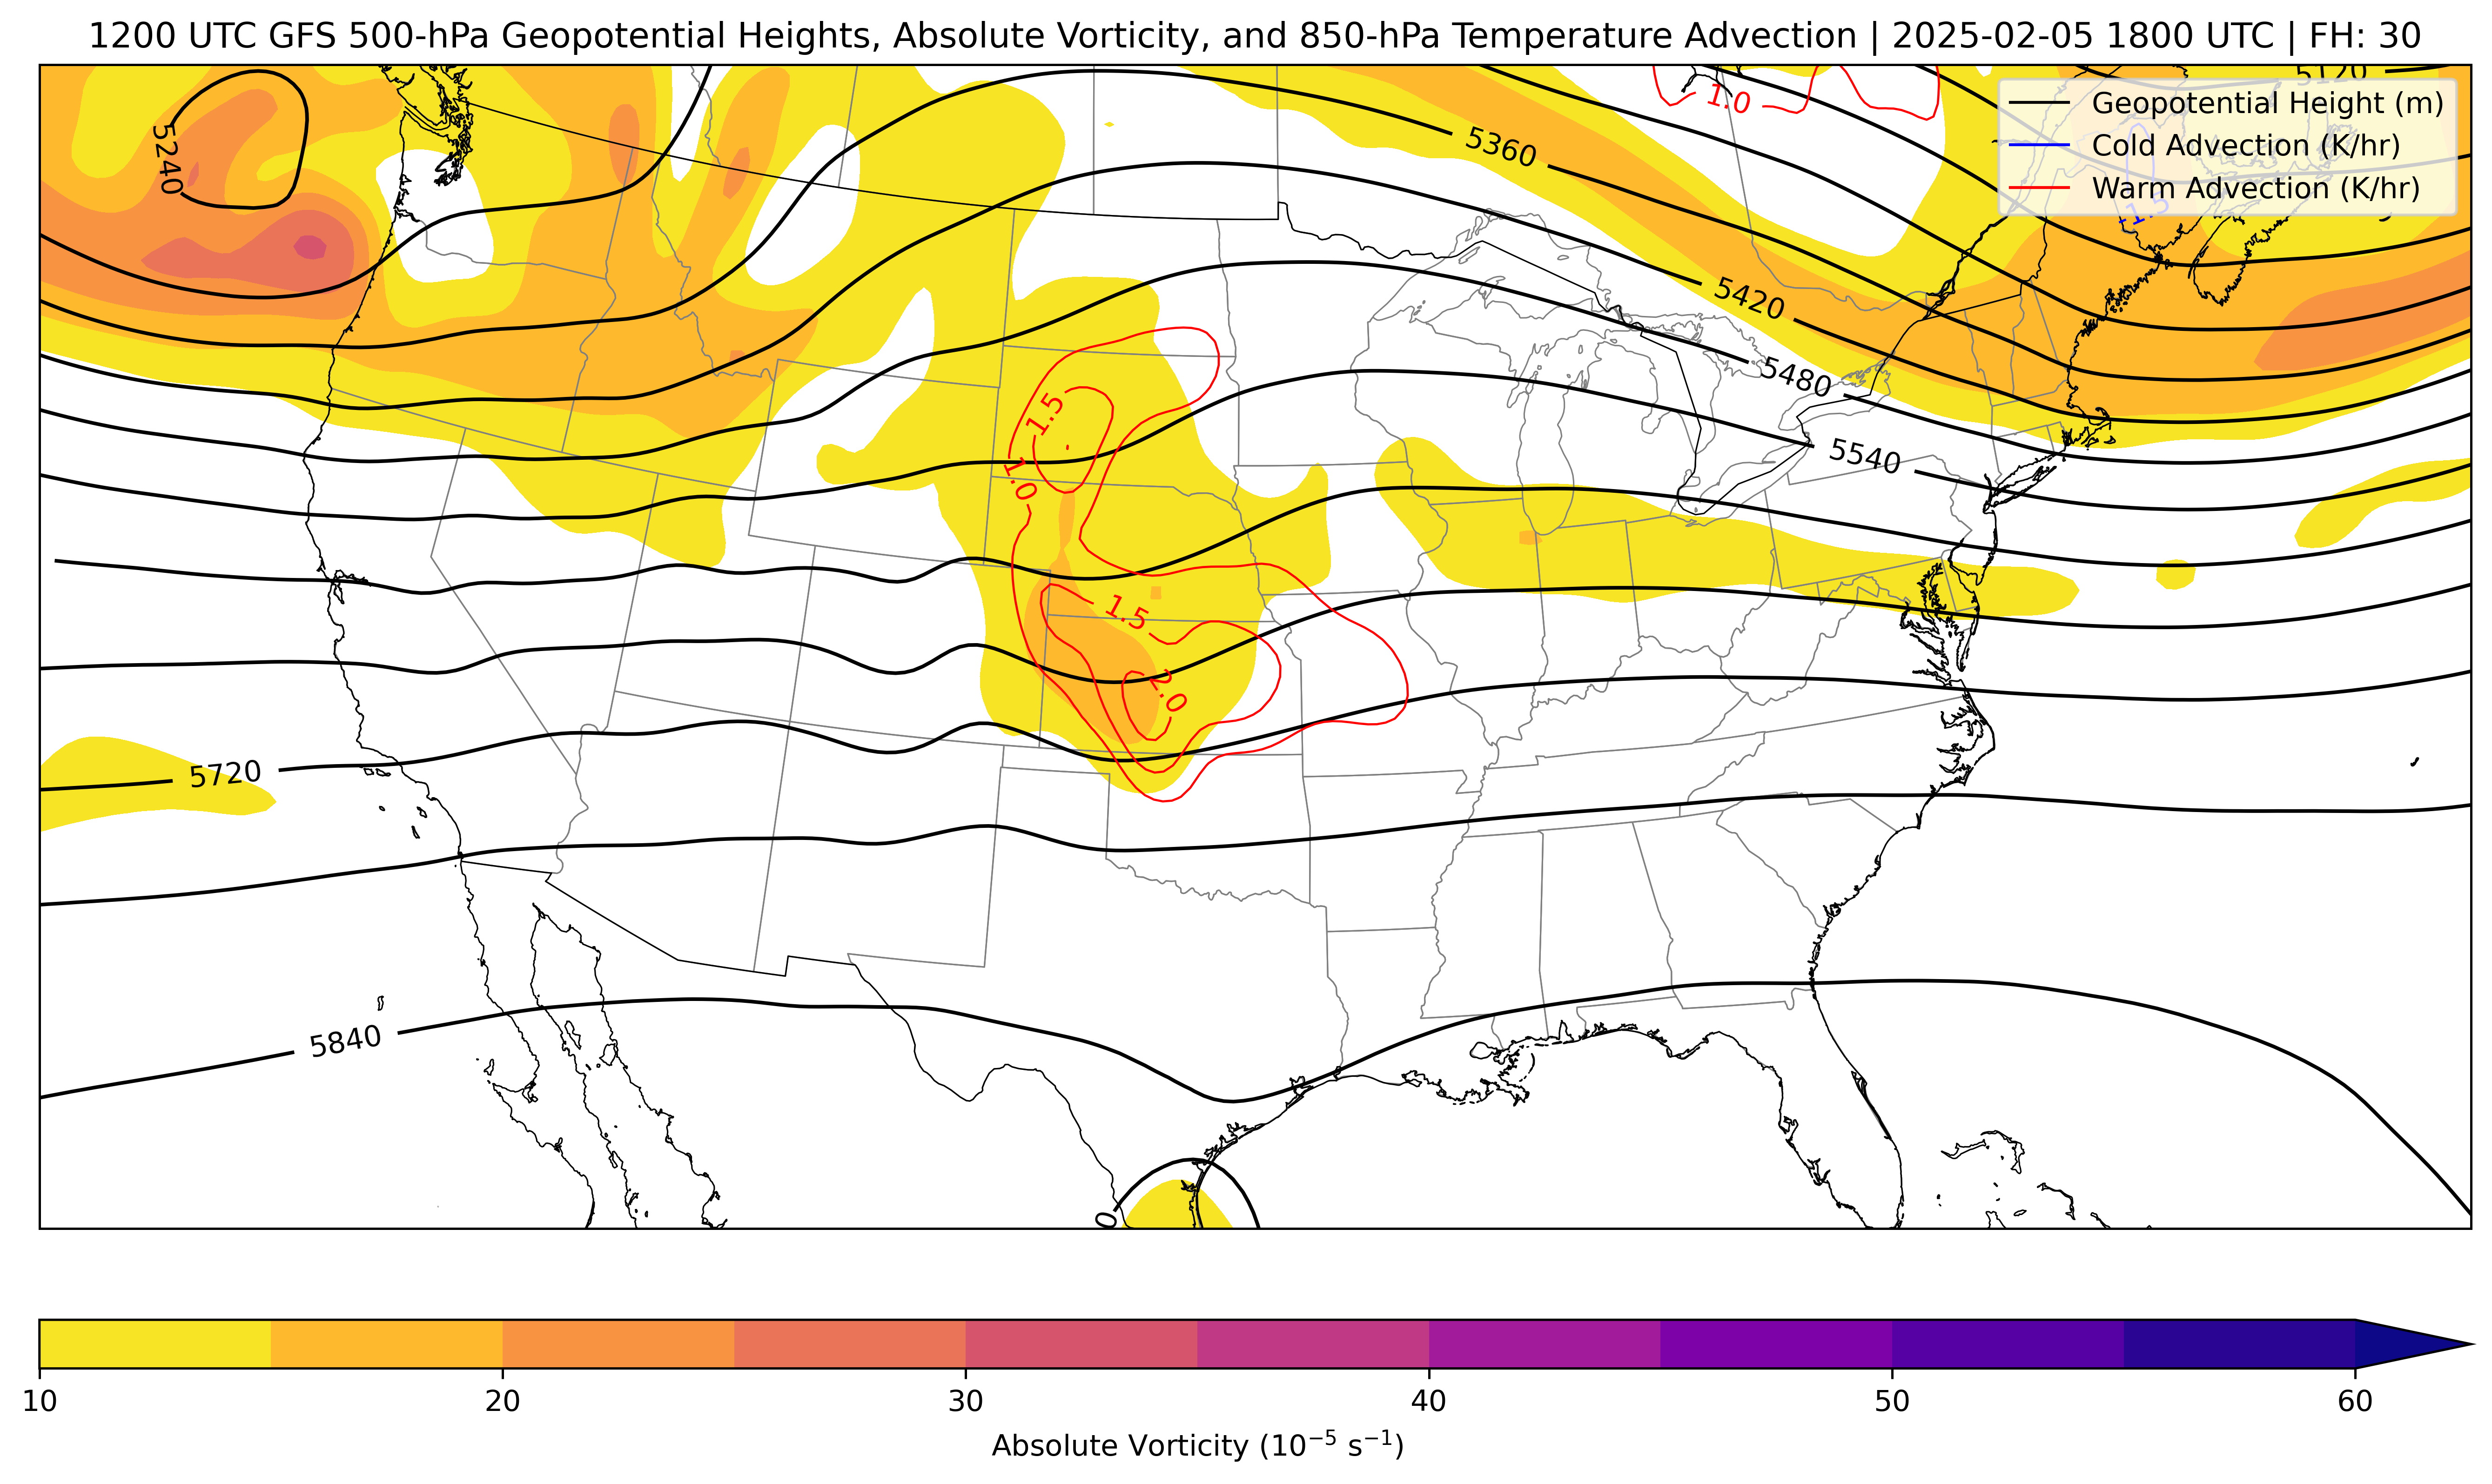 1200 UTC GFS 500-hPa Geopotential Heights, Absolute Vorticity, and 850-hPa Temperature Advection | 2025-02-05 1800 UTC | FH: 30
5120
1.0
Geopotential Height (m)
Cold Advection (K/hr)
Warm Advection (K/hr)
5240
5360
5420
5480
5540
1.5
1.0
1.5
2.0
5720
5840
0
10 20 30 40 50 60
Absolute Vorticity (10⁻⁵ s⁻¹)